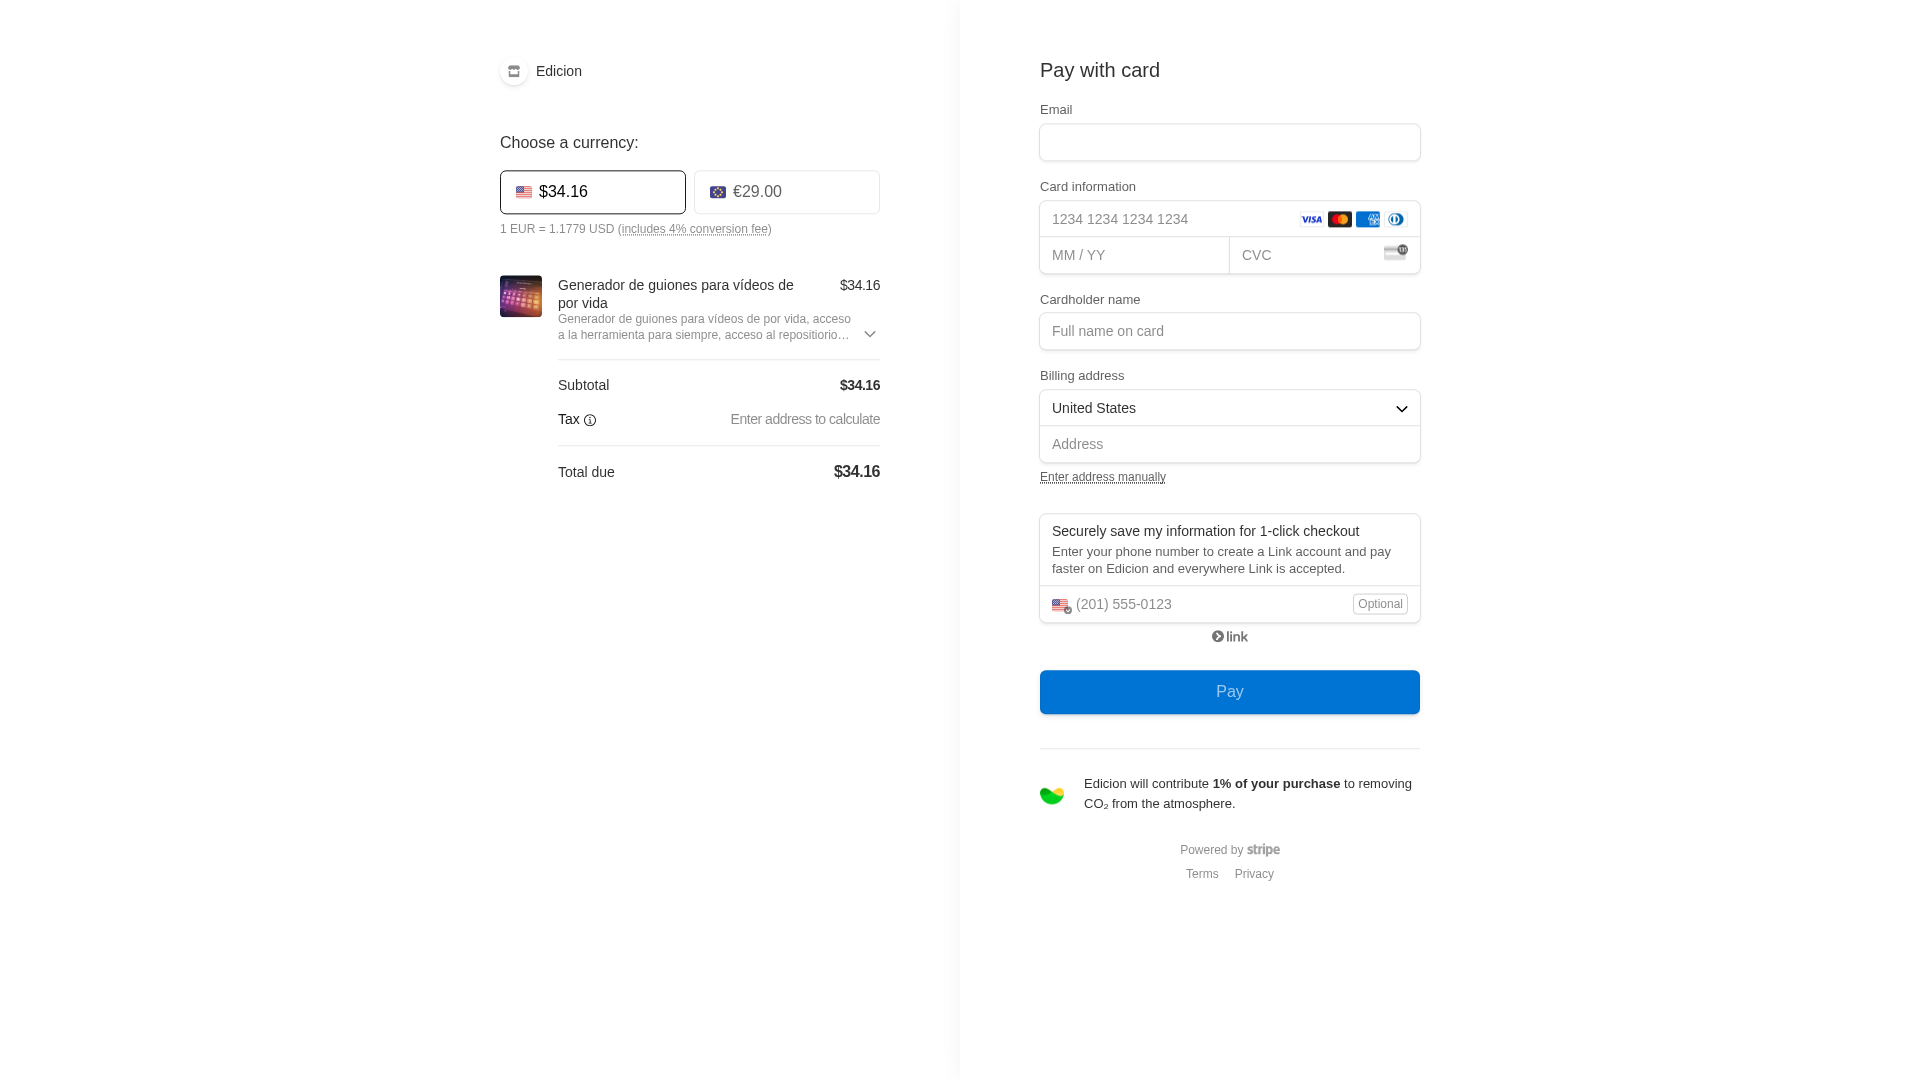 Edicion
Choose a currency:
$34.16
€29.00
1 EUR = 1.1779 USD (includes 4% conversion fee)
Generador de guiones para vídeos de
por vida
$34.16
Generador de guiones para vídeos de por vida, acceso
a la herramienta para siempre, acceso al repositiorio…
Subtotal
$34.16
Tax
Enter address to calculate
Total due
$34.16
Pay with card
Email
Card information
1234 1234 1234 1234
VISA
MM / YY
CVC
Cardholder name
Full name on card
Billing address
United States
Address
Enter address manually
Securely save my information for 1-click checkout
Enter your phone number to create a Link account and pay
faster on Edicion and everywhere Link is accepted.
(201) 555-0123
Optional
link
Pay
Edicion will contribute 1% of your purchase to removing
CO₂ from the atmosphere.
Powered by stripe
Terms
Privacy